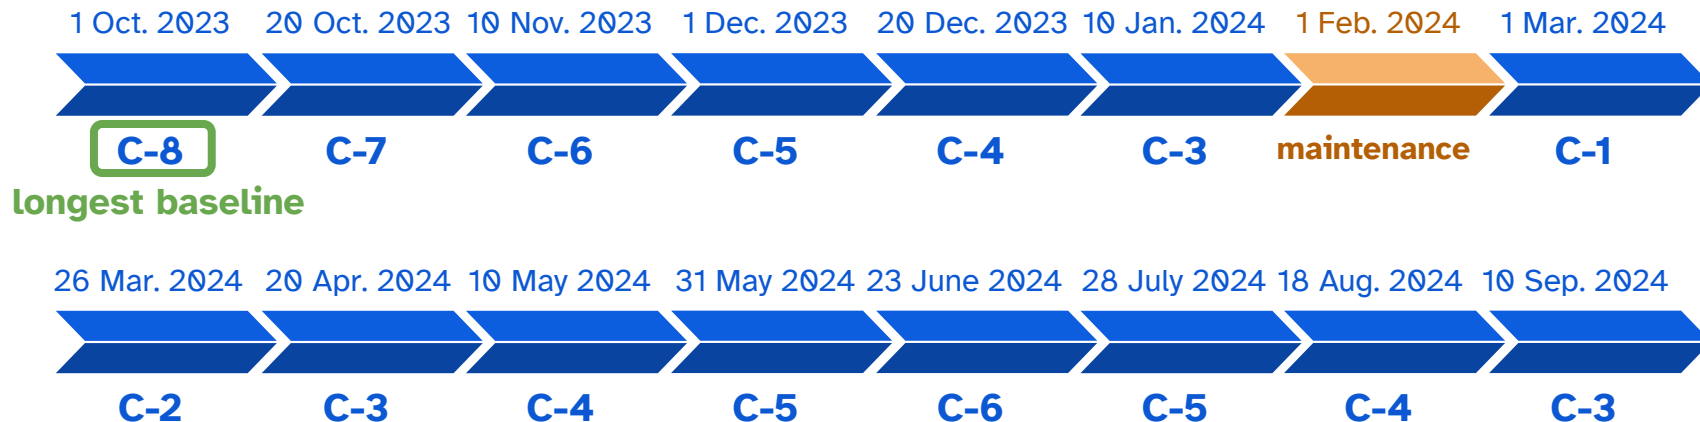 1 Oct. 2023 20 Oct. 2023 10 Nov. 2023 1 Dec. 2023 20 Dec. 2023 10 Jan. 2024 1 Feb. 2024 1 Mar. 2024
C-8 C-7 C-6 C-5 C-4 C-3 maintenance C-1
longest baseline
26 Mar. 2024 20 Apr. 2024 10 May 2024 31 May 2024 23 June 2024 28 July 2024 18 Aug. 2024 10 Sep. 2024
C-2 C-3 C-4 C-5 C-6 C-5 C-4 C-3